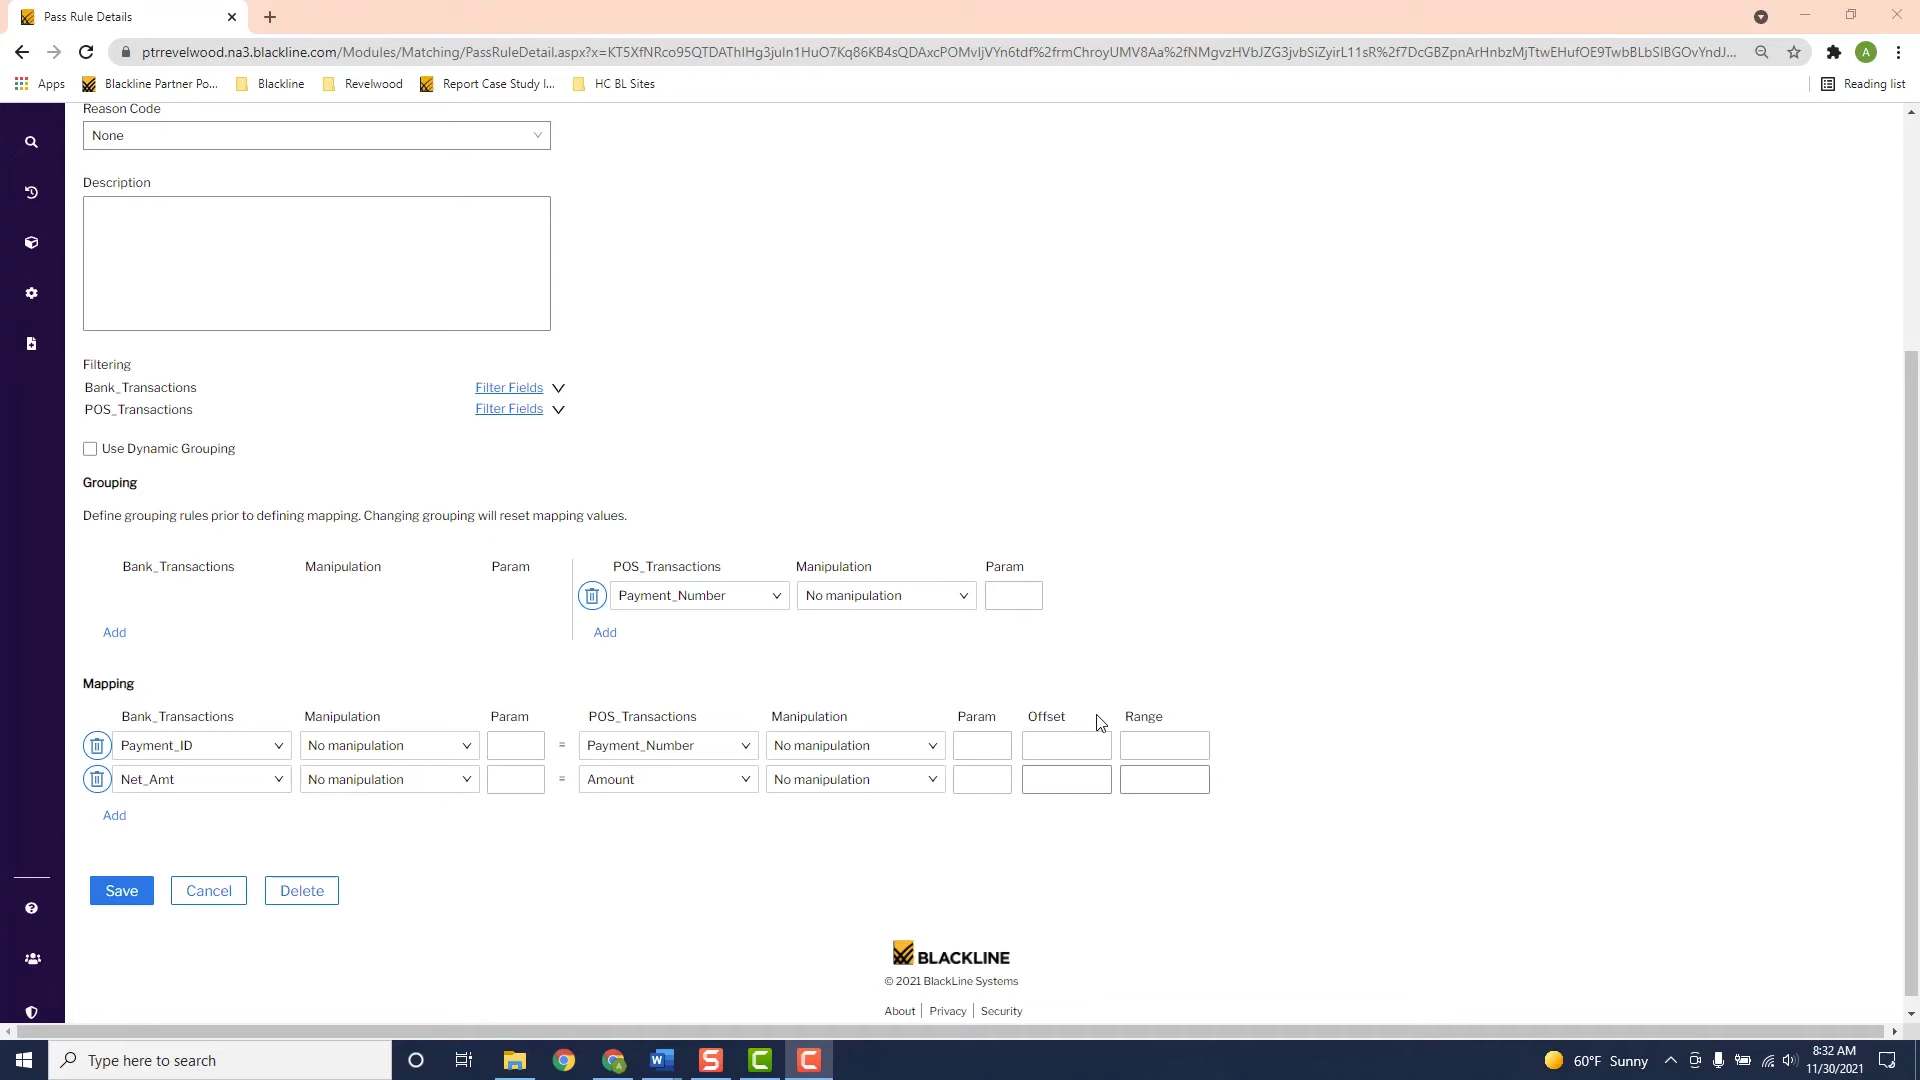 Pass Rule Details
ptrrevelwood.na3.blackline.com/Modules/Matching/PassRuleDetail.aspx?
Apps Blackline Partner Po... Blackline Revelwood Report Case Study I... HC BL Sites Reading list
Reason Code
None
Description
Filtering
Bank_Transactions Filter Fields
POS_Transactions Filter Fields
Use Dynamic Grouping
Grouping
Define grouping rules prior to defining mapping. Changing grouping will reset mapping values.
Bank_Transactions Manipulation Param POS_Transactions Manipulation Param
Payment_Number No manipulation
Add Add
Mapping
Bank_Transactions Manipulation Param POS_Transactions Manipulation Param Offset Range
Payment_ID No manipulation = Payment_Number No manipulation
Net_Amt No manipulation = Amount No manipulation
Add
Save Cancel Delete
BLACKLINE
© 2021 BlackLine Systems
About Privacy Security
Type here to search 60°F Sunny 8:32 AM
11/30/2021